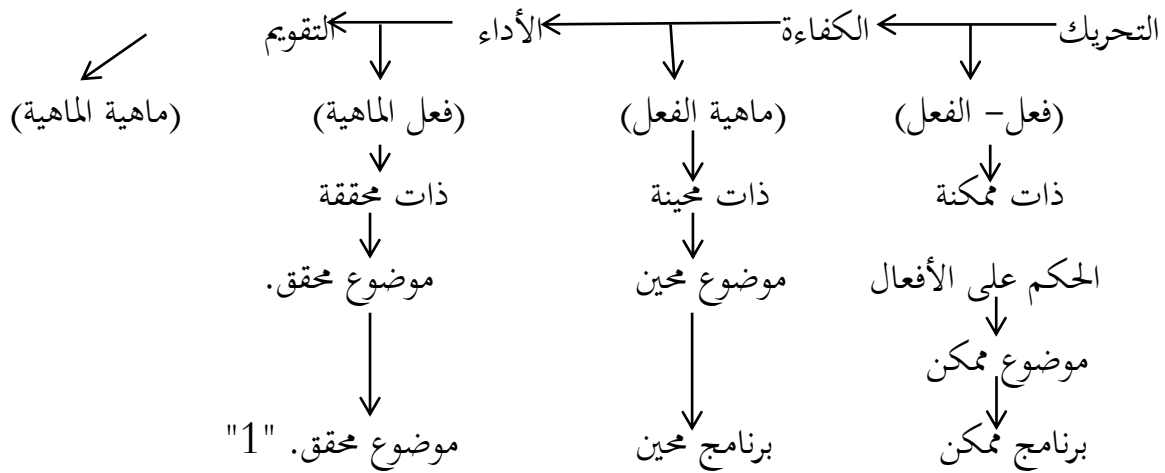 التحريك الكفاءة الأداء التقويم
(فعل– الفعل) (ماهية الفعل) (فعل الماهية) (ماهية الماهية)
ذات ممكنة ذات محينة ذات محققة
الحكم على الأفعال موضوع محين موضوع محقق.
موضوع ممكن
برنامج ممكن برنامج محين موضوع محقق. "1"